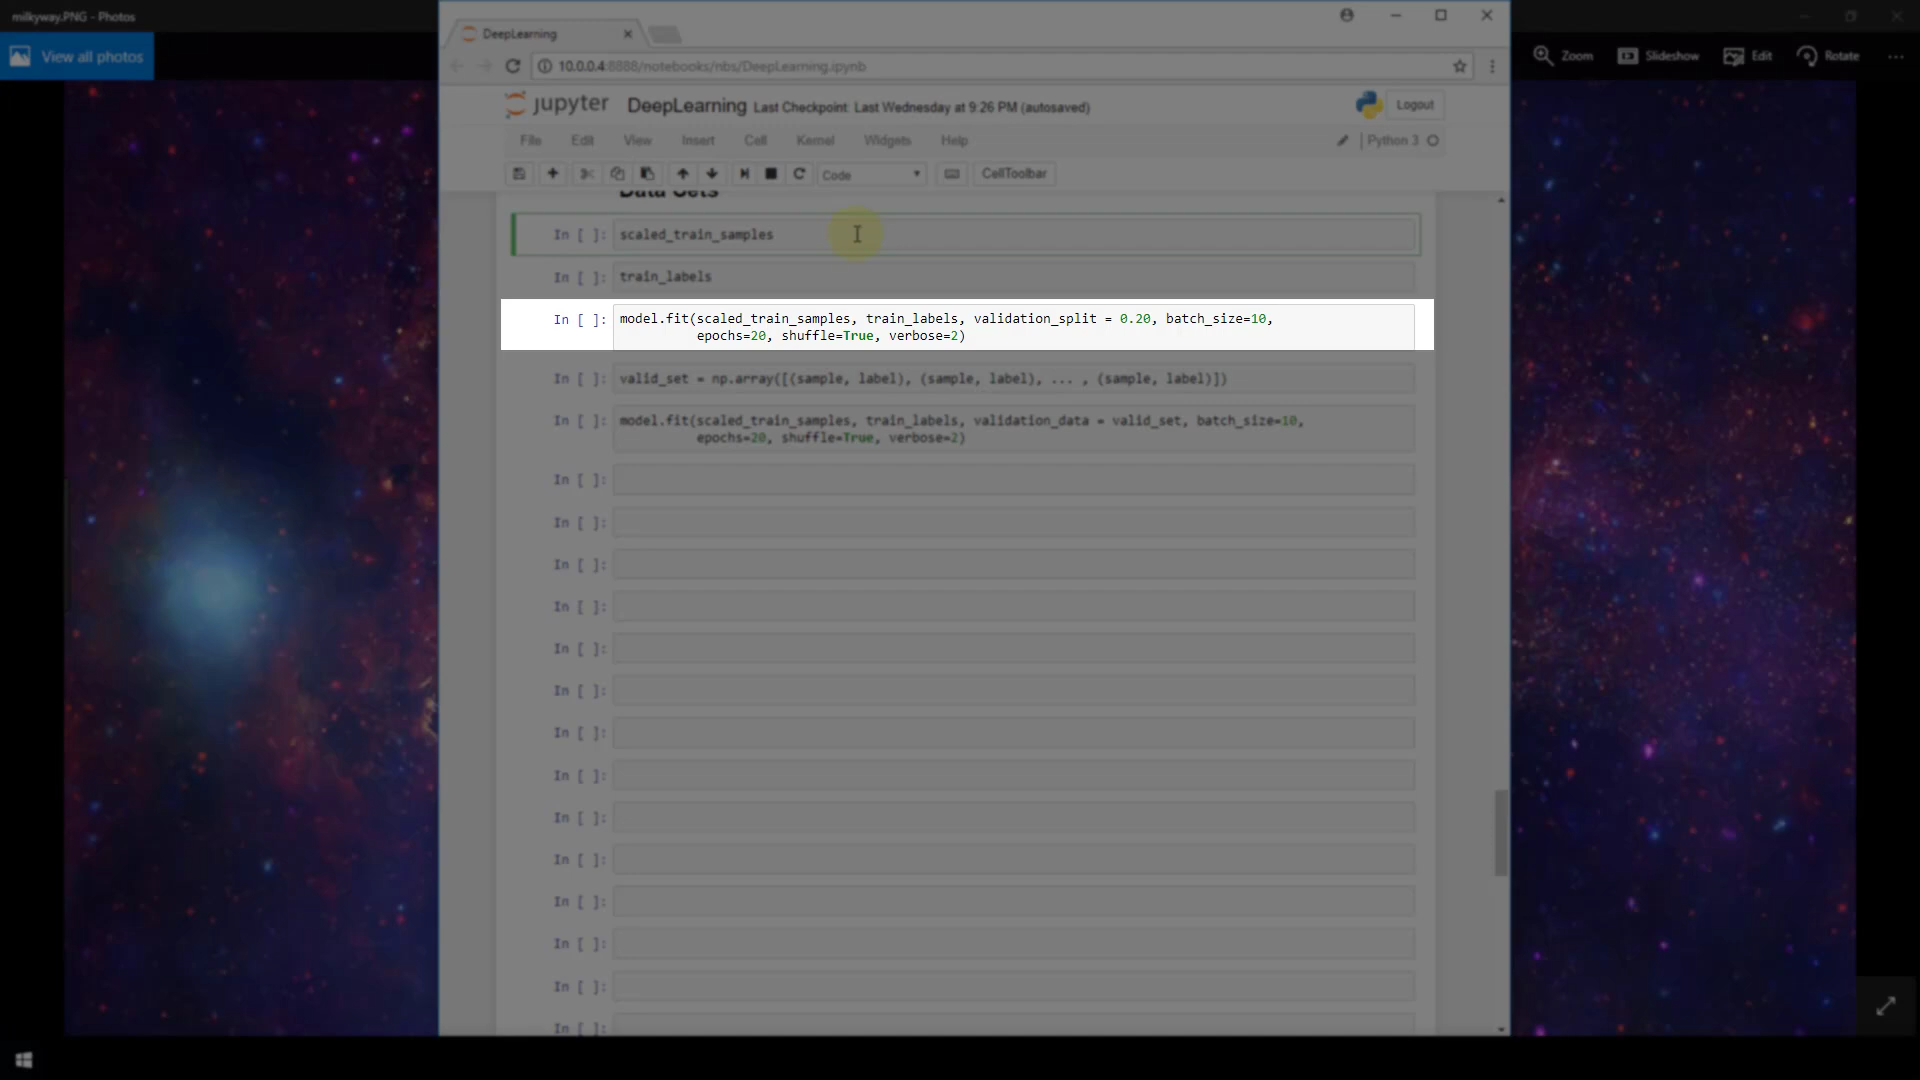 milkyway.PNG - Photos
View all photos
Zoom
Slideshow
Edit
Rotate
DeepLearning
10.0.0.4:8888/notebooks/nbs/DeepLearning.ipynb
jupyter DeepLearning Last Checkpoint: Last Wednesday at 9:26 PM (autosaved)
Logout
File Edit View Insert Cell Kernel Widgets Help
Python 3
Code
CellToolbar
Data Sets
In [ ]: scaled_train_samples
In [ ]: train_labels
In [ ]: model.fit(scaled_train_samples, train_labels, validation_split = 0.20, batch_size=10,
epochs=20, shuffle=True, verbose=2)
In [ ]: valid_set = np.array([(sample, label), (sample, label), ... , (sample, label)])
In [ ]: model.fit(scaled_train_samples, train_labels, validation_data = valid_set, batch_size=10,
epochs=20, shuffle=True, verbose=2)
In [ ]:
In [ ]:
In [ ]:
In [ ]:
In [ ]:
In [ ]:
In [ ]:
In [ ]:
In [ ]:
In [ ]:
In [ ]:
In [ ]:
In [ ]:
In [ ]: